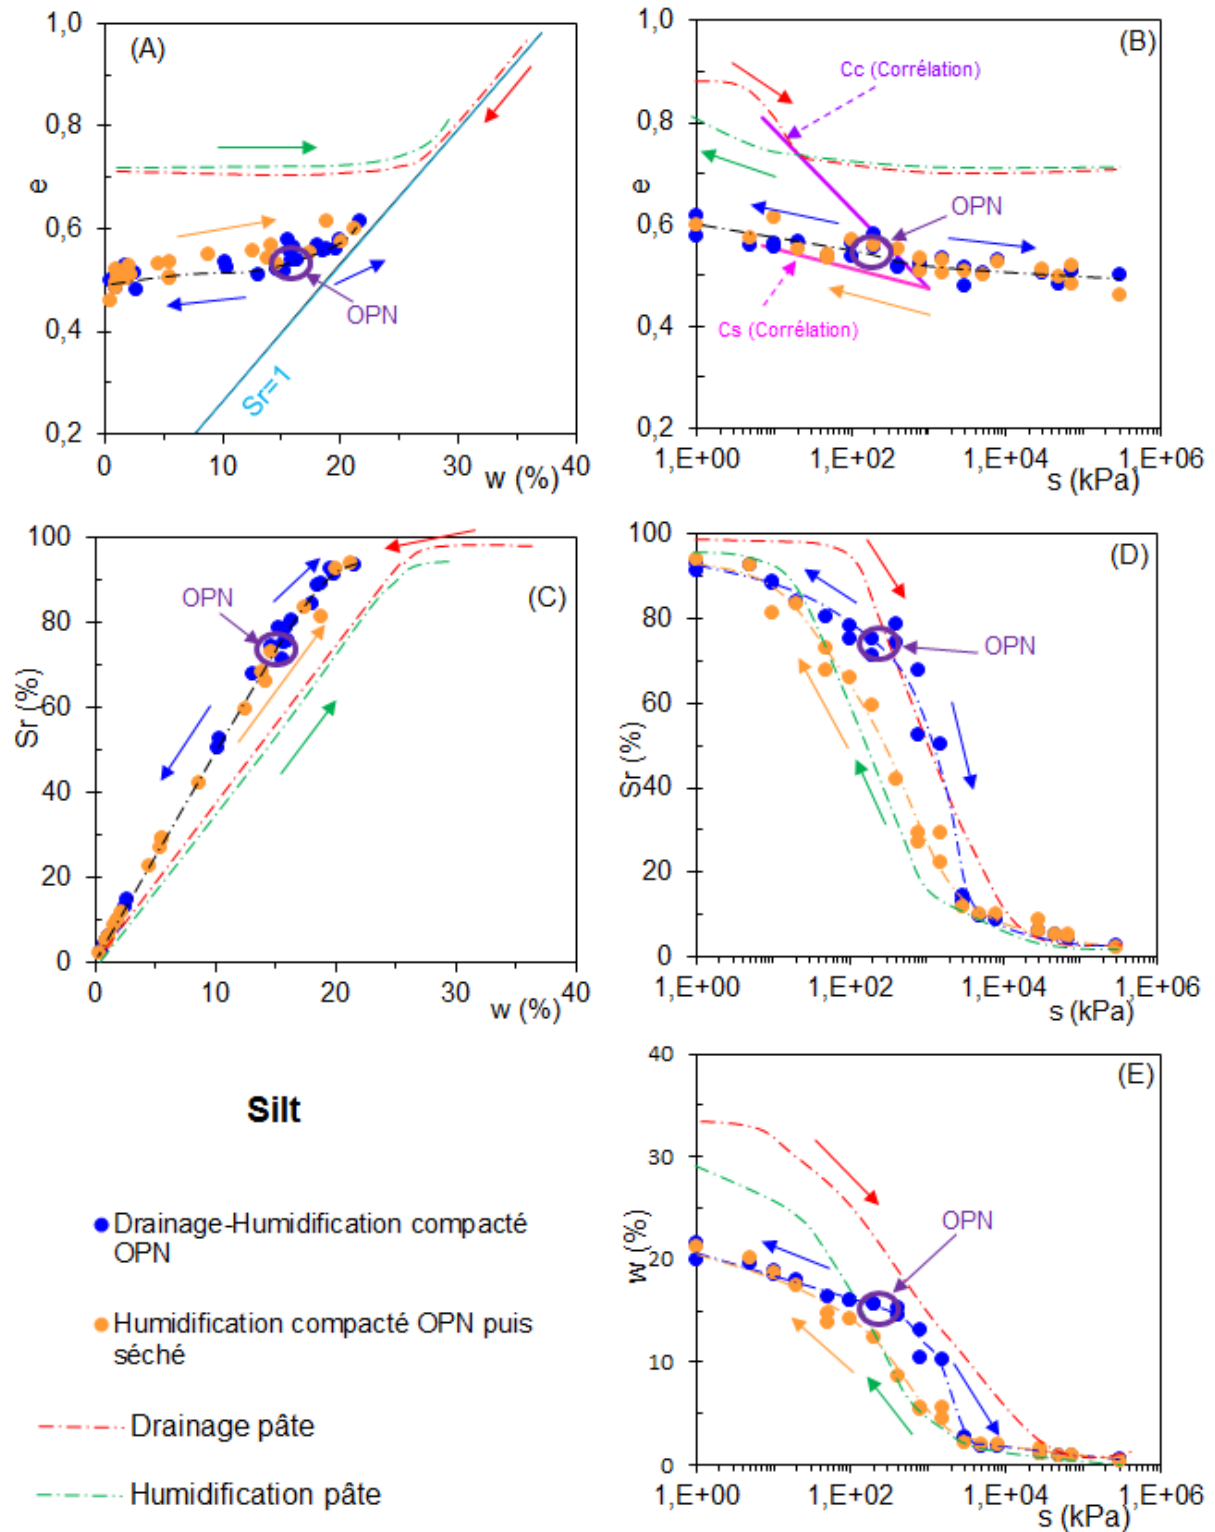 (A)
1,0
0,8
0,6
0,4
0,2
e
OPN
Sr=1
0
10
20
30
40
w (%)
(B)
1,0
0,8
0,6
0,4
0,2
e
Cc (Corrélation)
OPN
Cs (Corrélation)
1,E+00
1,E+02
1,E+04
1,E+06
s (kPa)
(C)
100
80
60
40
20
0
Sr (%)
OPN
0
10
20
30
40
w (%)
(D)
100
80
60
40
20
0
Sr (%)
OPN
1,E+00
1,E+02
1,E+04
1,E+06
s (kPa)
Silt
Drainage-Humidification compacté
OPN
Humidification compacté OPN puis
séché
Drainage pâte
Humidification pâte
(E)
40
30
20
10
0
w (%)
OPN
1,E+00
1,E+02
1,E+04
1,E+06
s (kPa)